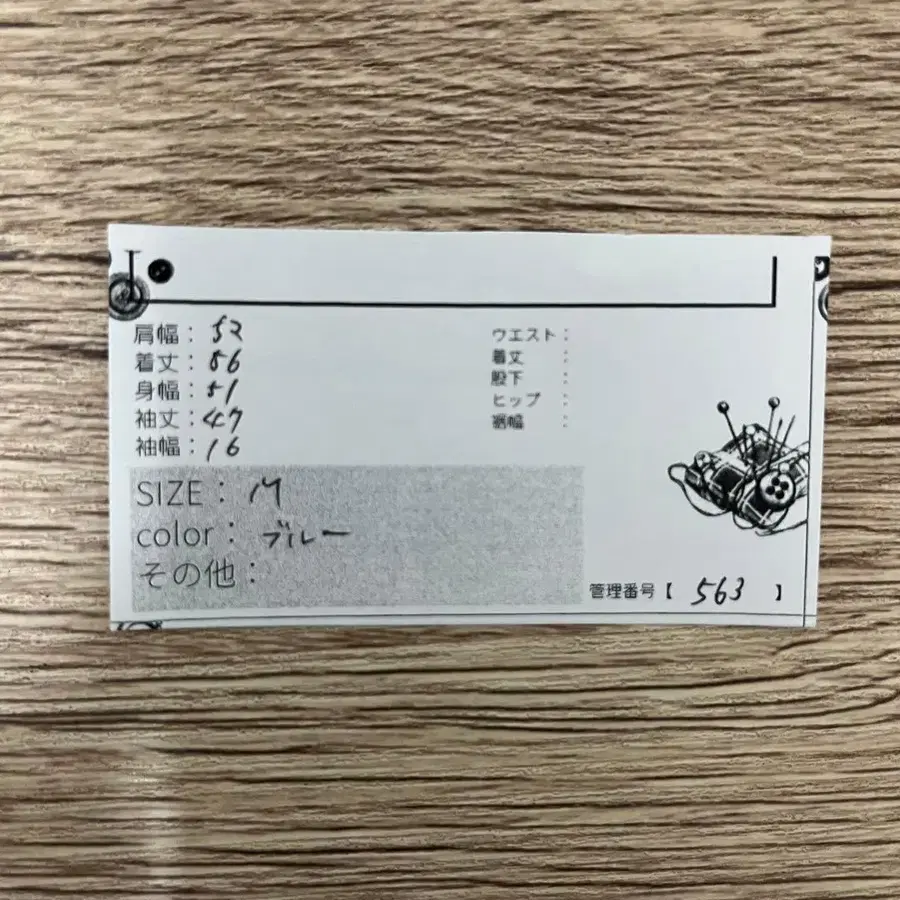 肩幅：52
着丈：56
身幅：51
袖丈：47
袖幅：16
ウエスト：
着丈：
股下：
ヒップ：
裾幅：
SIZE：M
color：ブルー
その他：
管理番号【 563 】